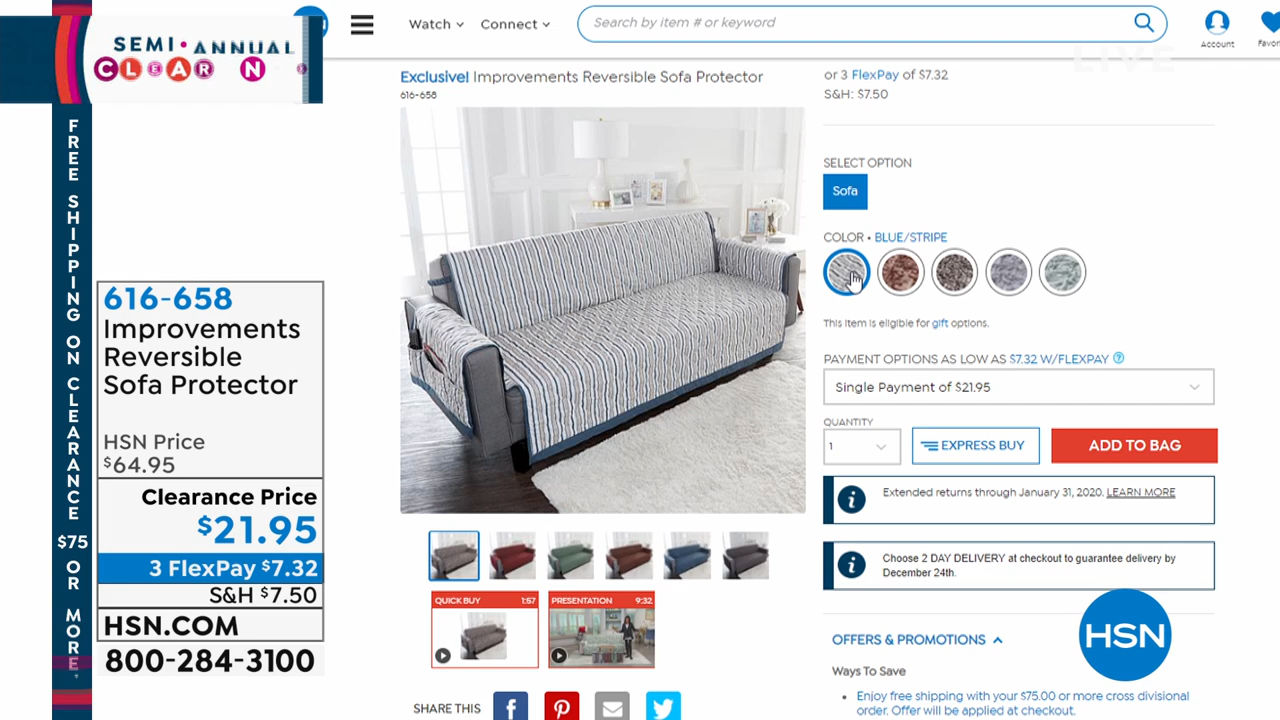 SEMI•ANNUAL
CLEARAN
FREE SHIPPING ON CLEARANCE $75 OR MORE.*
616-658
Improvements
Reversible
Sofa Protector
HSN Price
$64.95
Clearance Price
$21.95
3 FlexPay $7.32
S&H $7.50
HSN.COM
800-284-3100
Watch
Connect
Search by item # or keyword
Account
LIVE
Exclusive! Improvements Reversible Sofa Protector
616-658
or 3 FlexPay of $7.32
S&H: $7.50
SELECT OPTION
Sofa
COLOR • BLUE/STRIPE
This item is eligible for gift options.
PAYMENT OPTIONS AS LOW AS $7.32 W/FLEXPAY ?
Single Payment of $21.95
QUANTITY
1
EXPRESS BUY
ADD TO BAG
Extended returns through January 31, 2020. LEARN MORE
Choose 2 DAY DELIVERY at checkout to guarantee delivery by
December 24th.
QUICK BUY 1:57
PRESENTATION 9:32
OFFERS & PROMOTIONS
HSN
Ways To Save
• Enjoy free shipping with your $75.00 or more cross divisional
order. Offer will be applied at checkout.
SHARE THIS